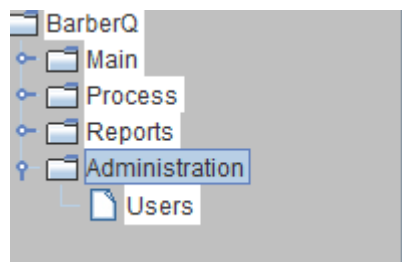 BarberQ
Main
Process
Reports
Administration
Users